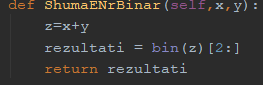 def ShumaENrBinar(self,x,y):
z=x+y
rezultati = bin(z)[2:]
return rezultati